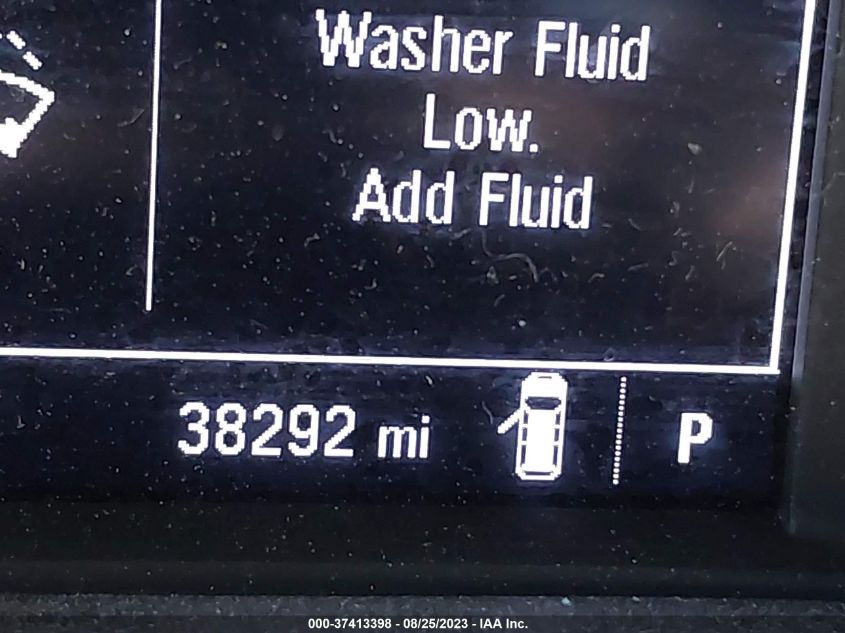 Washer Fluid
Low.
Add Fluid
38292 mi P
000-37413398 - 08/25/2023 - IAA Inc.